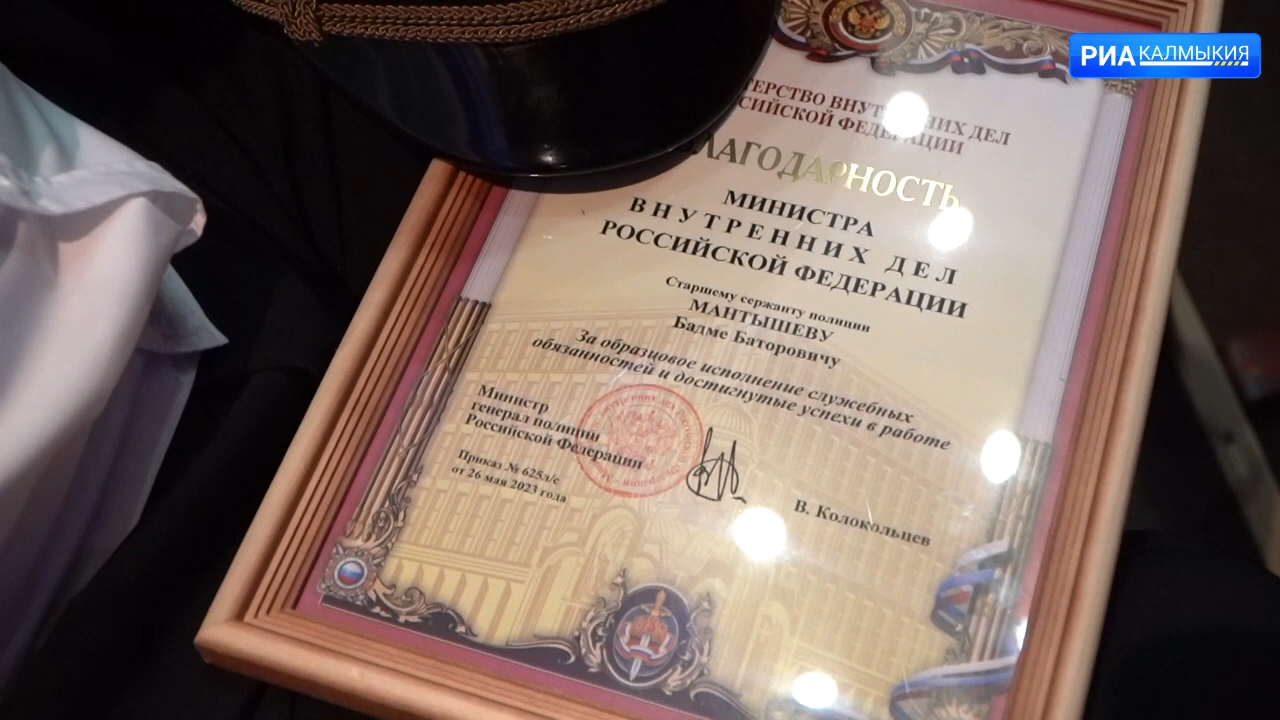 РИА КАЛМЫКИЯ
ТЕРСТВО ВНУТРЕННИХ ДЕЛ
СИЙСКОЙ ФЕДЕРАЦИИ
ЛАГОДАРНОСТЬ
МИНИСТРА
ВНУТРЕННИХ ДЕЛ
РОССИЙСКОЙ ФЕДЕРАЦИИ
Старшему сержанту полиции
МАНТЫШЕВУ
Бадме Баторовичу
За образцовое исполнение служебных
обязанностей и достигнутые успехи в работе
Министр
генерал полиции
Российской Федерации
Приказ № 625л/с
от 26 мая 2023 года
В. Колокольцев